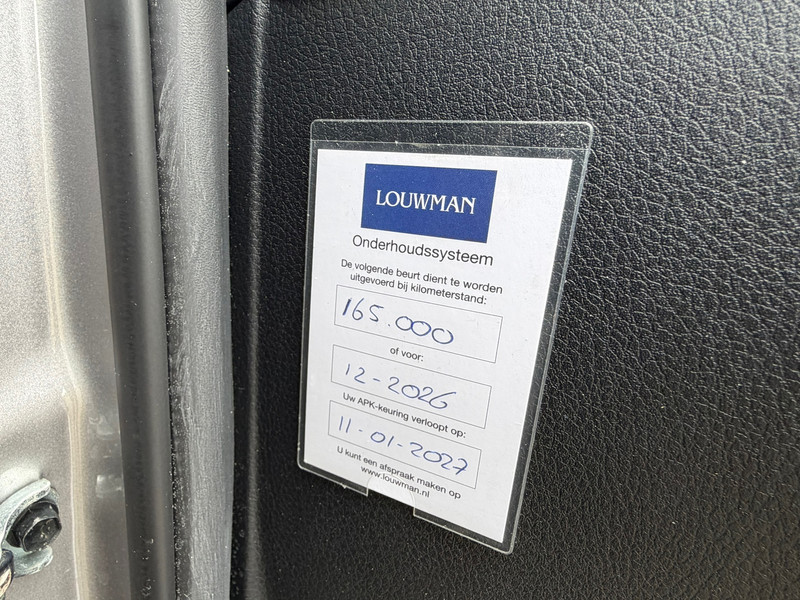 LOUWMAN
Onderhoudssysteem
De volgende beurt dient te worden
uitgevoerd bij kilometerstand:
165.000
of voor:
12-2026
Uw APK-keuring verloopt op:
11-01-2027
U kunt een afspraak maken op
www.louwman.nl